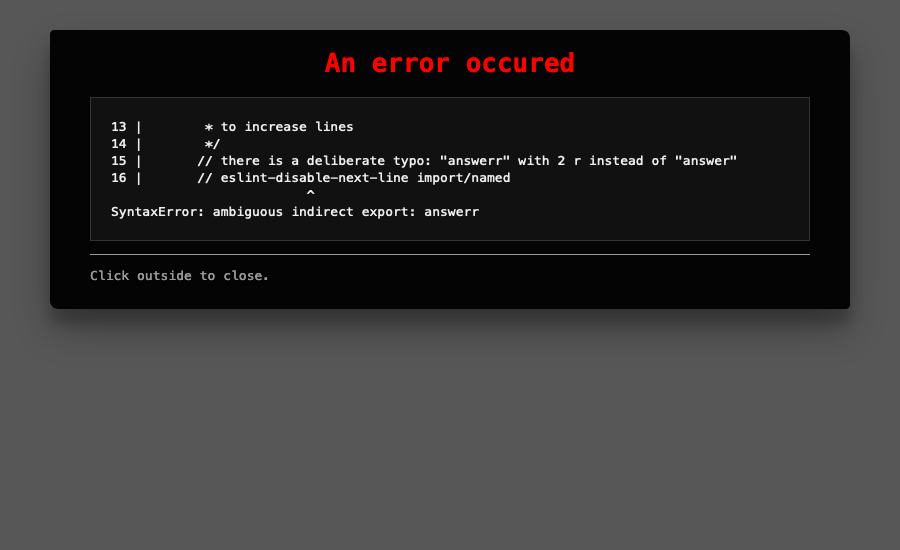 An error occured
13 |        * to increase lines
14 |        */
15 |       // there is a deliberate typo: "answerr" with 2 r instead of "answer"
16 |       // eslint-disable-next-line import/named
                         ^
SyntaxError: ambiguous indirect export: answerr
Click outside to close.